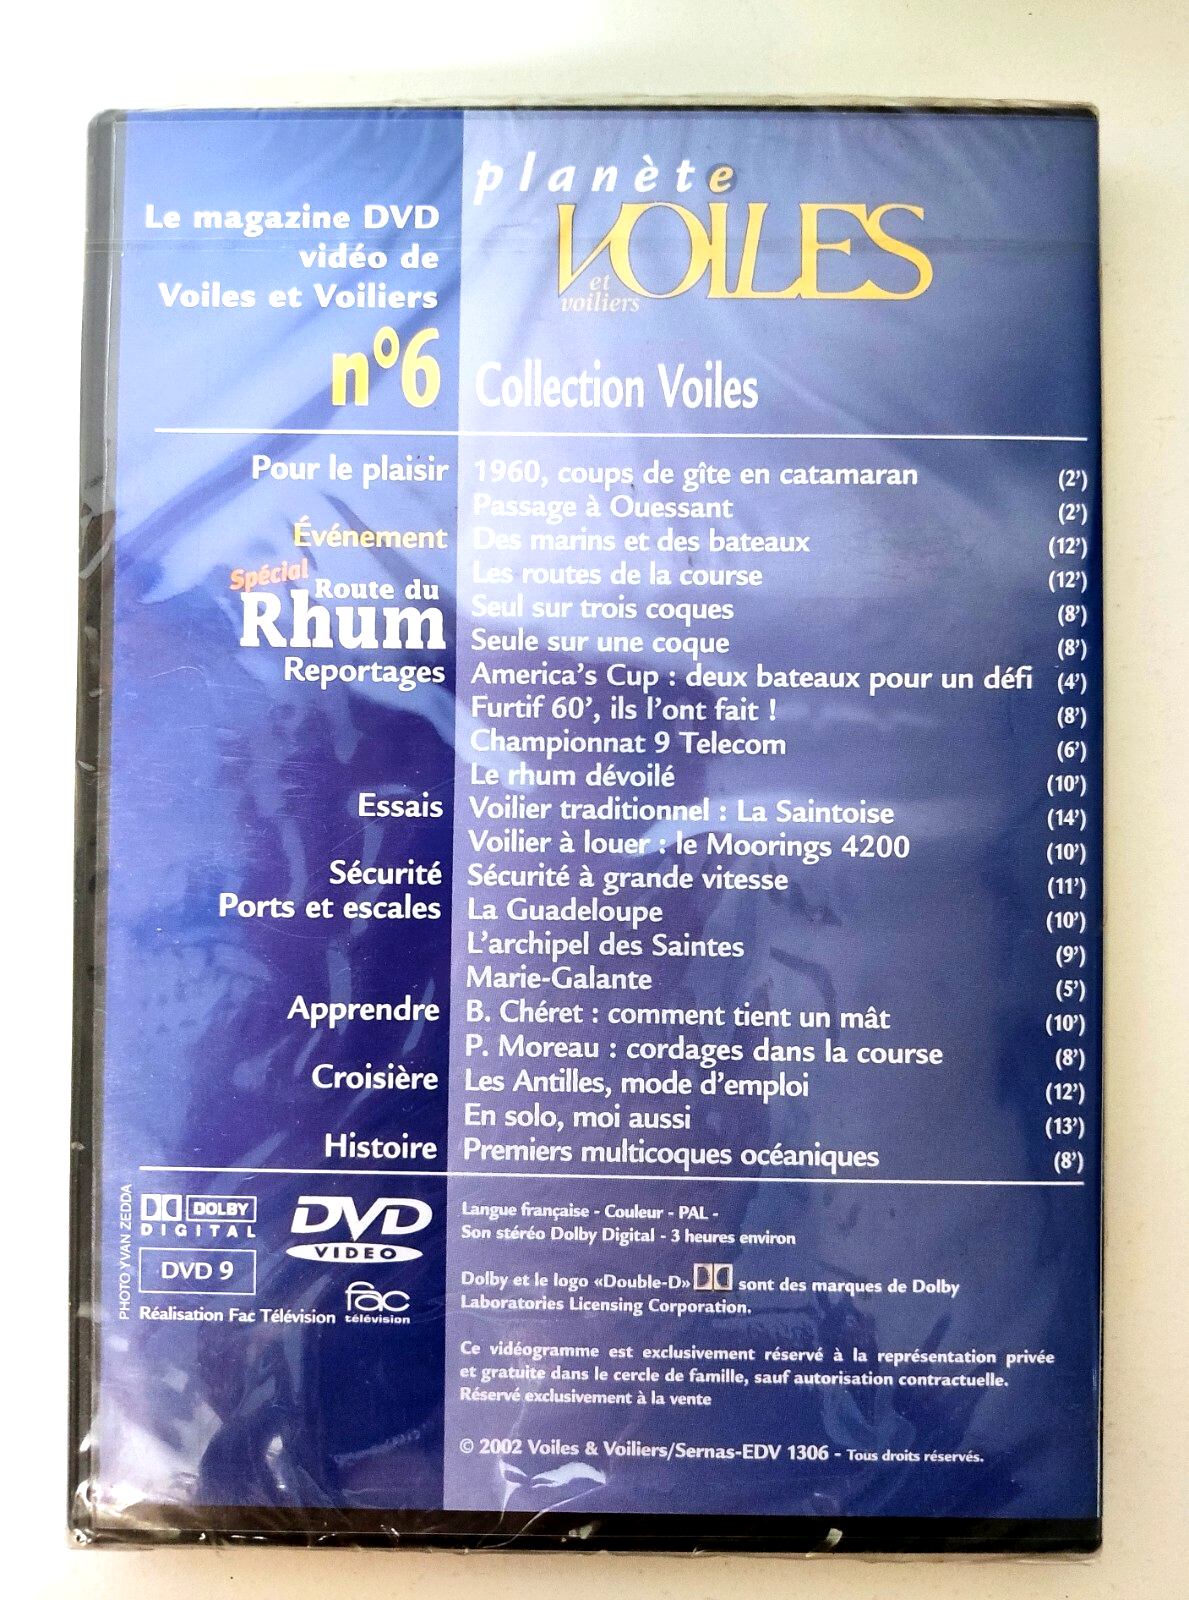 planète
VOILES
et
voiliers
Le magazine DVD
vidéo de
Voiles et Voiliers
n°6
Collection Voiles
Pour le plaisir 1960, coups de gîte en catamaran (2')
Passage à Ouessant (2')
Événement Des marins et des bateaux (12')
Spécial Les routes de la course (12')
Route du Seul sur trois coques (8')
Rhum Seule sur une coque (8')
Reportages America's Cup : deux bateaux pour un défi (4')
Furtif 60', ils l'ont fait ! (8')
Championnat 9 Telecom (6')
Le rhum dévoilé (10')
Essais Voilier traditionnel : La Saintoise (14')
Voilier à louer : le Moorings 4200 (10')
Sécurité Sécurité à grande vitesse (11')
Ports et escales La Guadeloupe (10')
L'archipel des Saintes (9')
Marie-Galante (5')
Apprendre B. Chéret : comment tient un mât (10')
P. Moreau : cordages dans la course (8')
Croisière Les Antilles, mode d'emploi (12')
En solo, moi aussi (13')
Histoire Premiers multicoques océaniques (8')
PHOTO YVAN ZEDDA
DOLBY
DIGITAL
DVD
VIDEO
DVD 9
fac
télévision
Réalisation Fac Télévision
Langue française - Couleur - PAL -
Son stéréo Dolby Digital - 3 heures environ
Dolby et le logo «Double-D» sont des marques de Dolby
Laboratories Licensing Corporation.
Ce vidéogramme est exclusivement réservé à la représentation privée
et gratuite dans le cercle de famille, sauf autorisation contractuelle.
Réservé exclusivement à la vente
© 2002 Voiles & Voiliers/Sernas-EDV 1306 - Tous droits réservés.